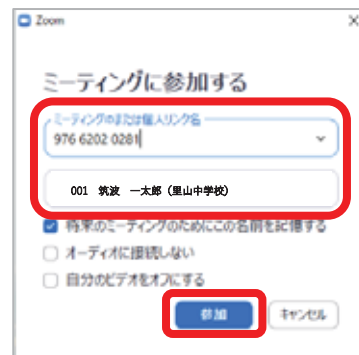 Zoom
ミーティングに参加する
ミーティングIDまたは個人リンク名
976 6202 0281
001 筑波 一太郎（里山中学校）
将来のミーティングのためにこの名前を記憶する
オーディオに接続しない
自分のビデオをオフにする
参加 キャンセル